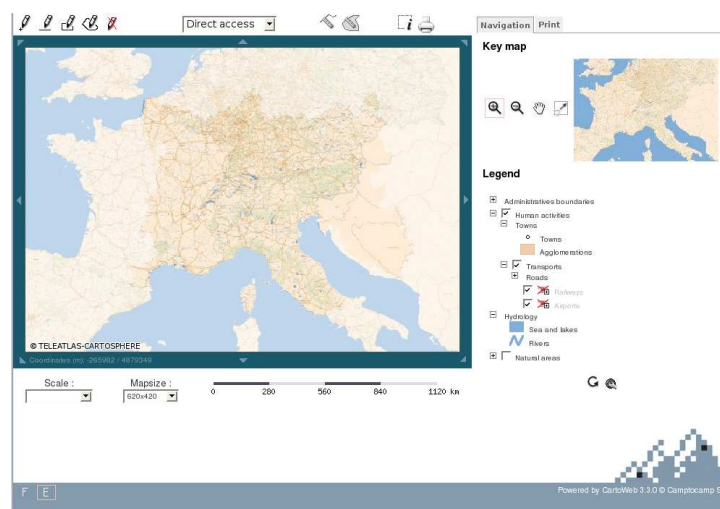 Direct access
Navigation Print
Key map
Legend
Administratives boundaries
Human activities
Towns
Towns
Agglomerations
Transports
Roads
Railways
Airports
Hydrology
Sea and lakes
Rivers
Natural areas
© TELEATLAS-CARTOSPHERE
Coordinates (m): -265982 / 4879349
Scale :
Mapsize :
620x420
0 280 560 840 1120 km
F E
Powered by CartoWeb 3.3.0 © Camptocamp S